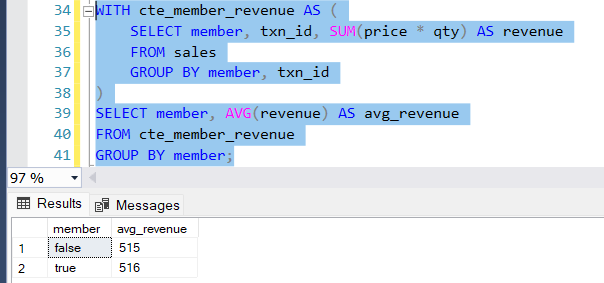 34 WITH cte_member_revenue AS (
35 SELECT member, txn_id, SUM(price * qty) AS revenue
36 FROM sales
37 GROUP BY member, txn_id
38 )
39 SELECT member, AVG(revenue) AS avg_revenue
40 FROM cte_member_revenue
41 GROUP BY member;
97 %
Results Messages
member avg_revenue
1 false 515
2 true 516